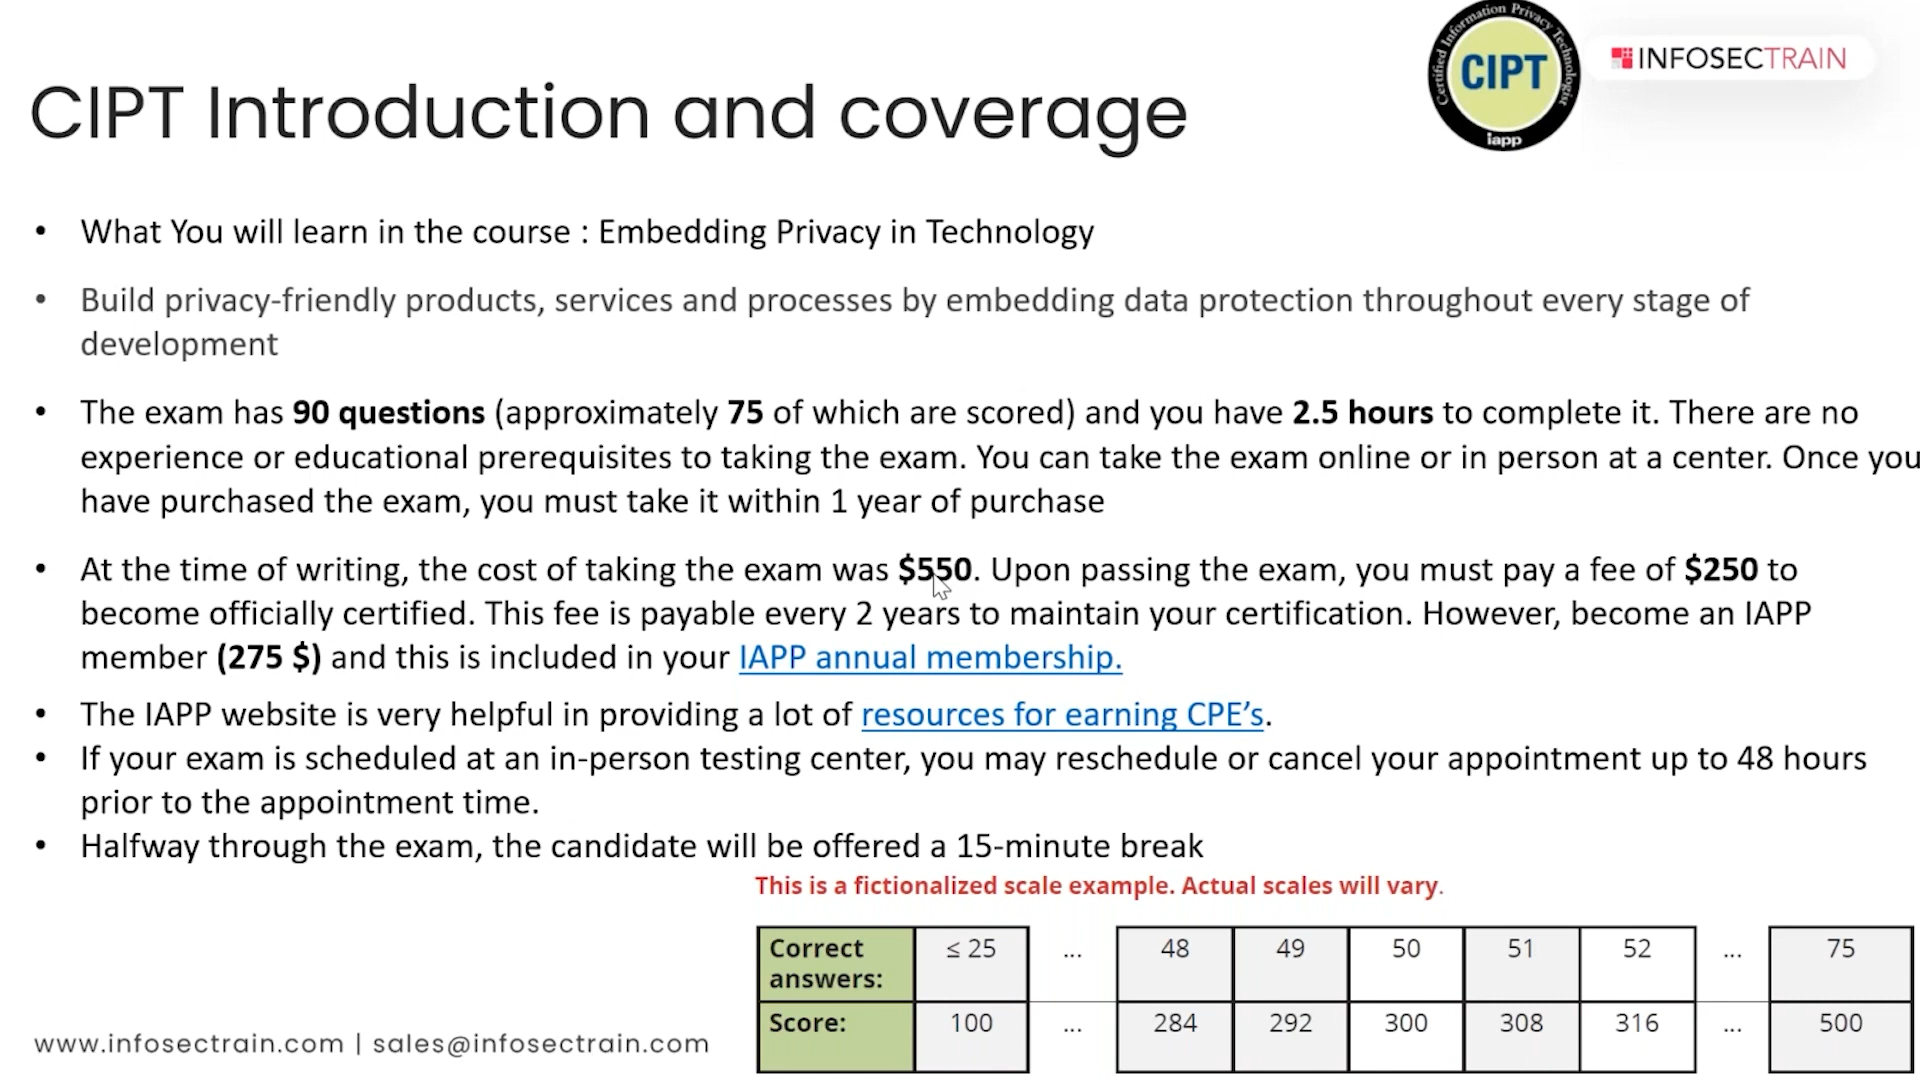 Certified Information Privacy Technologist
CIPT
iapp
INFOSECTRAIN
CIPT Introduction and coverage
• What You will learn in the course : Embedding Privacy in Technology
• Build privacy-friendly products, services and processes by embedding data protection throughout every stage of
development
• The exam has 90 questions (approximately 75 of which are scored) and you have 2.5 hours to complete it. There are no
experience or educational prerequisites to taking the exam. You can take the exam online or in person at a center. Once you
have purchased the exam, you must take it within 1 year of purchase
• At the time of writing, the cost of taking the exam was $550. Upon passing the exam, you must pay a fee of $250 to
become officially certified. This fee is payable every 2 years to maintain your certification. However, become an IAPP
member (275 $) and this is included in your IAPP annual membership.
• The IAPP website is very helpful in providing a lot of resources for earning CPE’s.
• If your exam is scheduled at an in-person testing center, you may reschedule or cancel your appointment up to 48 hours
prior to the appointment time.
• Halfway through the exam, the candidate will be offered a 15-minute break
This is a fictionalized scale example. Actual scales will vary.
Correct answers: ≤ 25 ... 48 49 50 51 52 ... 75
Score: 100 ... 284 292 300 308 316 ... 500
www.infosectrain.com | sales@infosectrain.com